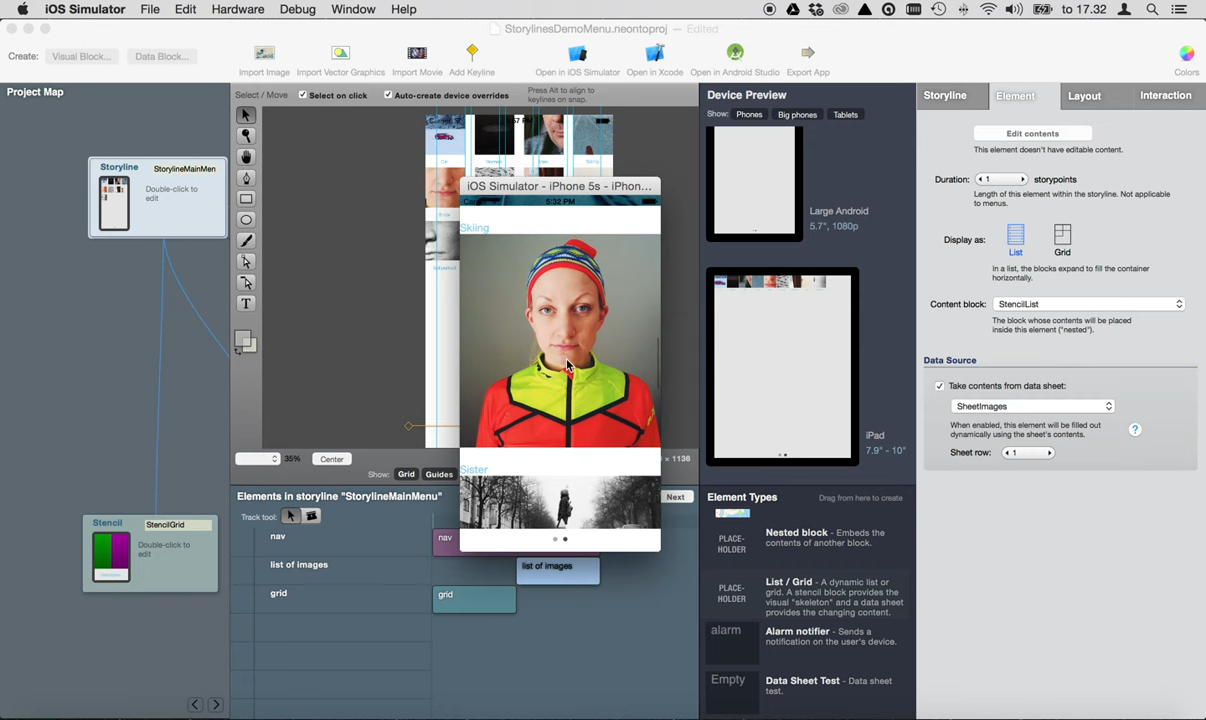 iOS Simulator File Edit Hardware Debug Window Help to 17.32
StorylinesDemoMenu.neontoproj — Edited
Create: Visual Block... Data Block... Import Image Import Vector Graphics Import Movie Add Keyline Open in iOS Simulator Open in Xcode Open in Android Studio Export App Colors
Project Map
Storyline StorylineMainMen
Double-click to
edit
Stencil StencilGrid
Double-click to
edit
Select / Move Select on click Auto-create device overrides
Press Alt to align to
keylines on snap.
iOS Simulator - iPhone 5s - iPhon...
5:32 PM
Skiing
Sister
35% Center × 1136
Show: Grid Guides
Elements in storyline "StorylineMainMenu" Next
Track tool:
nav nav
list of images list of images
grid grid
Device Preview
Show: Phones Big phones Tablets
Large Android
5.7", 1080p
iPad
7.9" - 10"
Element Types Drag from here to create
PLACE-
HOLDER
Nested block - Embeds the
contents of another block.
PLACE-
HOLDER
List / Grid - A dynamic list or
grid. A stencil block provides the
visual "skeleton" and a data sheet
provides the changing content.
alarm
Alarm notifier - Sends a
notification on the user's device.
Empty
Data Sheet Test - Data sheet
test.
Storyline Element Layout Interaction
Edit contents
This element doesn't have editable content.
Duration: 1 storypoints
Length of this element within the storyline. Not applicable
to menus.
Display as: List Grid
In a list, the blocks expand to fill the container
horizontally.
Content block: StencilList
The block whose contents will be placed
inside this element ("nested").
Data Source
Take contents from data sheet:
SheetImages
When enabled, this element will be filled out
dynamically using the sheet's contents.
?
Sheet row: 1